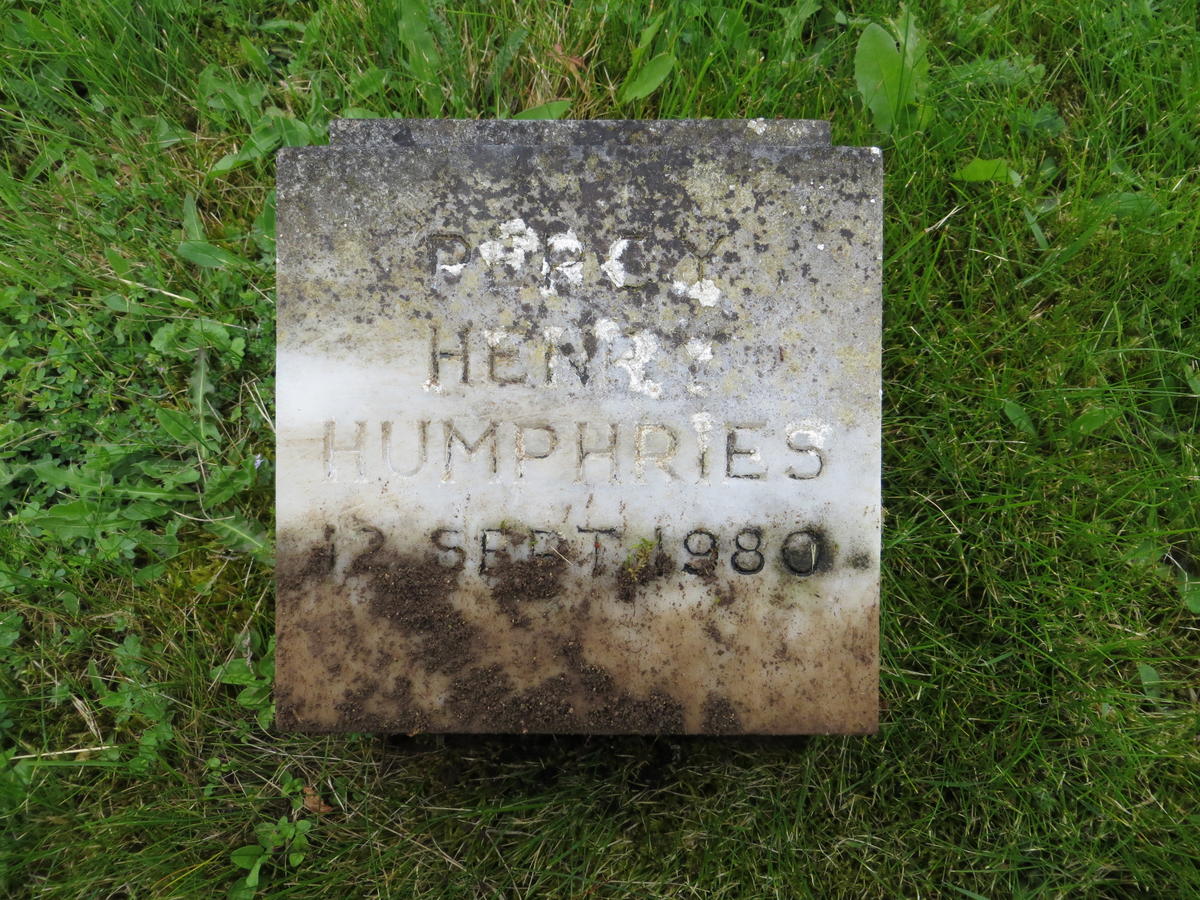 PERCY
HENRY
HUMPHRIES
12 SEPT 1980